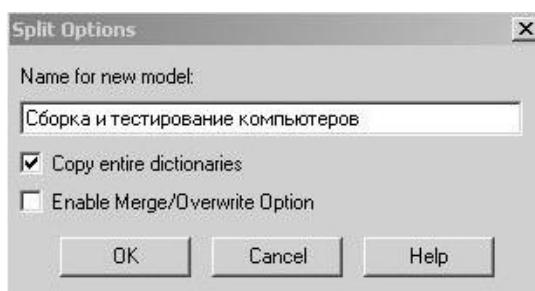 Split Options
Name for new model:
Сборка и тестирование компьютеров
Copy entire dictionaries
Enable Merge/Overwrite Option
OK Cancel Help